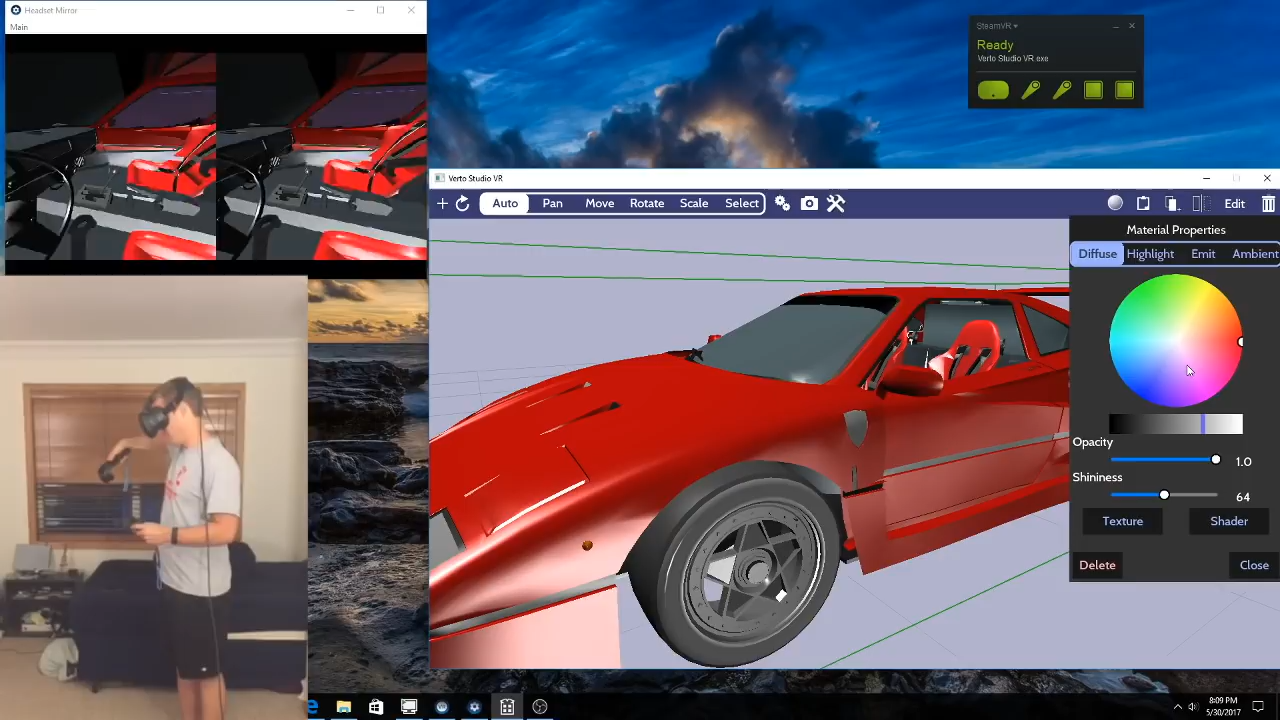 Headset Mirror
Main
SteamVR
Ready
Verto Studio VR.exe
Verto Studio VR
Auto Pan Move Rotate Scale Select Edit
Material Properties
Diffuse Highlight Emit Ambient
Opacity
1.0
Shininess
64
Texture Shader
Delete Close
8:09 PM
5/30/2017